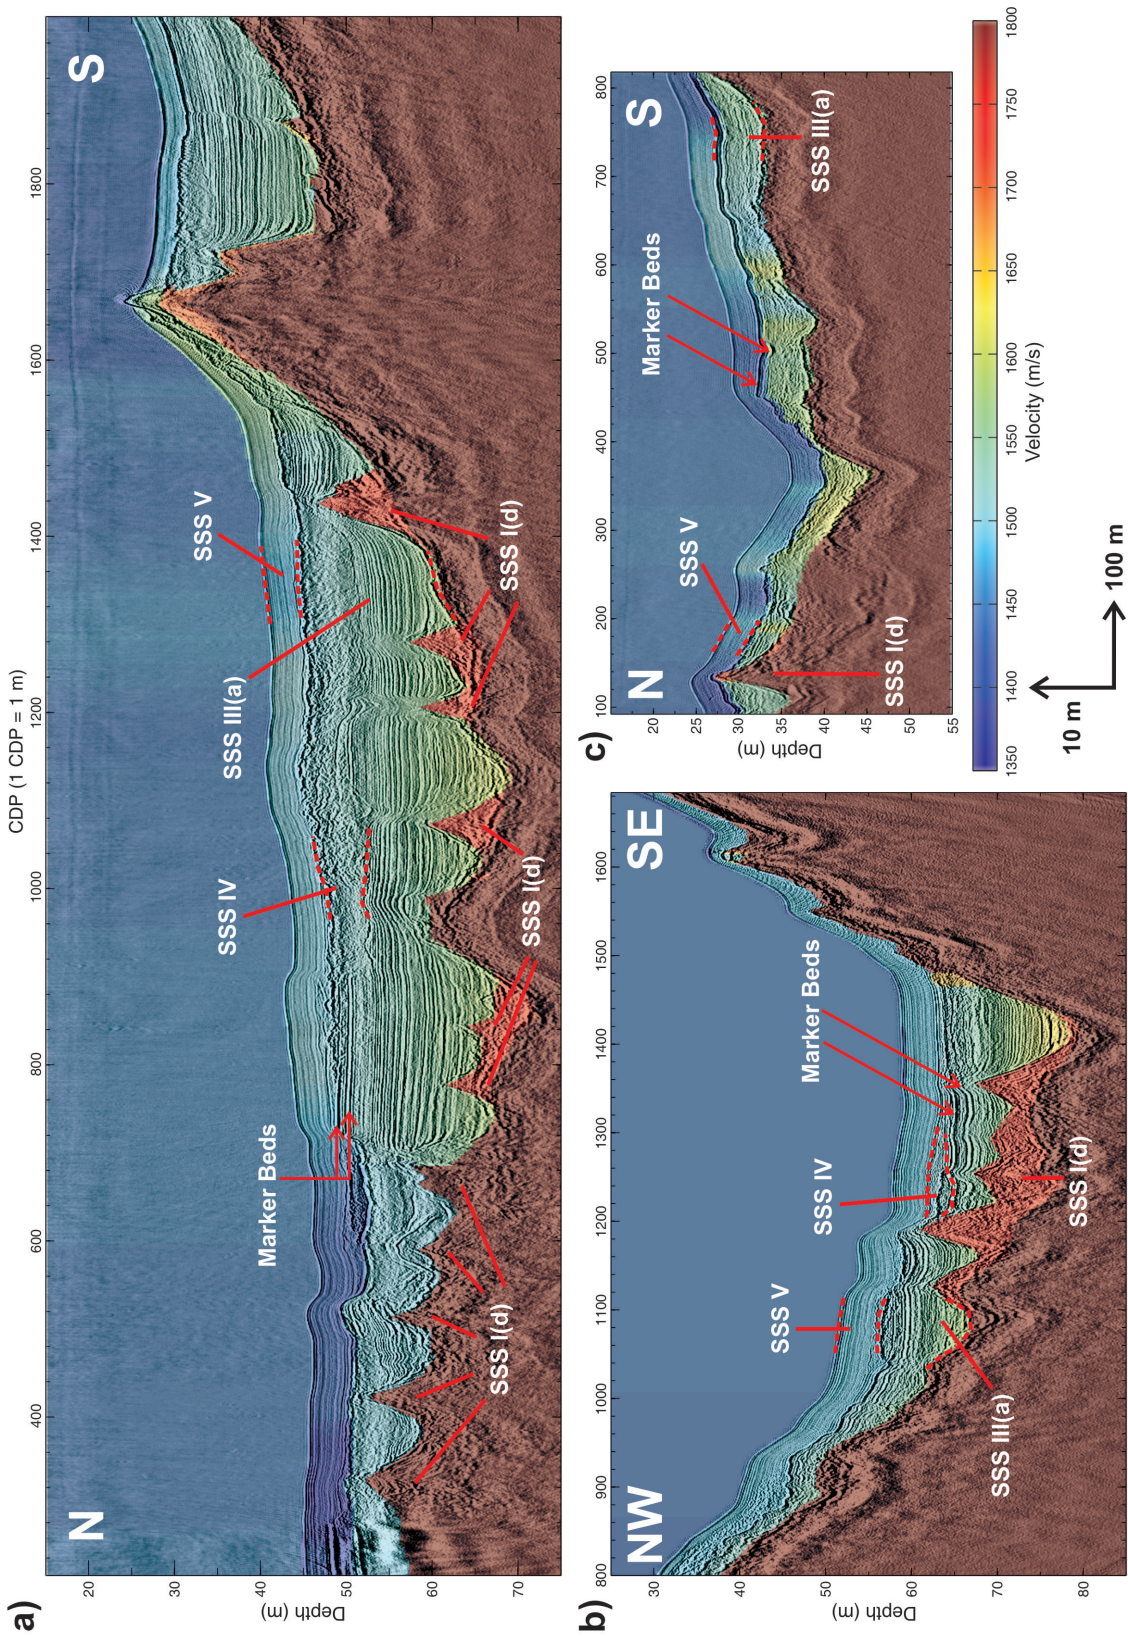 a)
CDP (1 CDP = 1 m)
400
600
800
1000
1200
1400
1600
1800
N
S
20
30
40
50
60
70
Depth (m)
Marker Beds
SSS IV
SSS III(a)
SSS V
SSS I(d)
SSS I(d)
SSS I(d)
b)
800
900
1000
1100
1200
1300
1400
1500
1600
NW
SE
30
40
50
60
70
80
Depth (m)
SSS V
SSS IV
Marker Beds
SSS III(a)
SSS I(d)
c)
100
200
300
400
500
600
700
800
N
S
20
25
30
35
40
45
50
55
Depth (m)
SSS V
Marker Beds
SSS I(d)
SSS III(a)
1350
1400
1450
1500
1550
1600
1650
1700
1750
1800
Velocity (m/s)
10 m
100 m